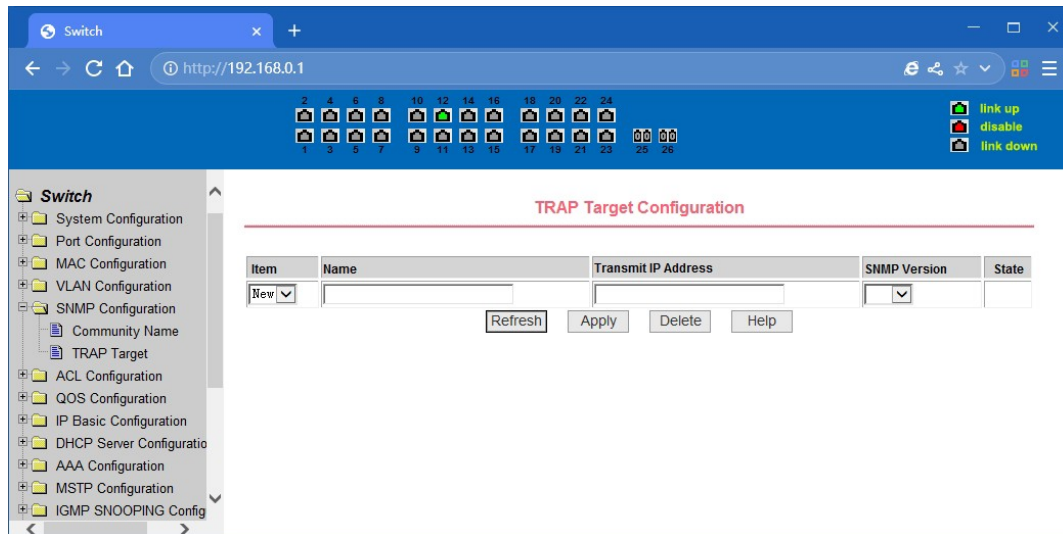 Switch
http://192.168.0.1
2 4 6 8 10 12 14 16 18 20 22 24
1 3 5 7 9 11 13 15 17 19 21 23 25 26
link up
disable
link down
Switch
System Configuration
Port Configuration
MAC Configuration
VLAN Configuration
SNMP Configuration
Community Name
TRAP Target
ACL Configuration
QOS Configuration
IP Basic Configuration
DHCP Server Configuratio
AAA Configuration
MSTP Configuration
IGMP SNOOPING Config
TRAP Target Configuration
Item Name Transmit IP Address SNMP Version State
New
Refresh Apply Delete Help